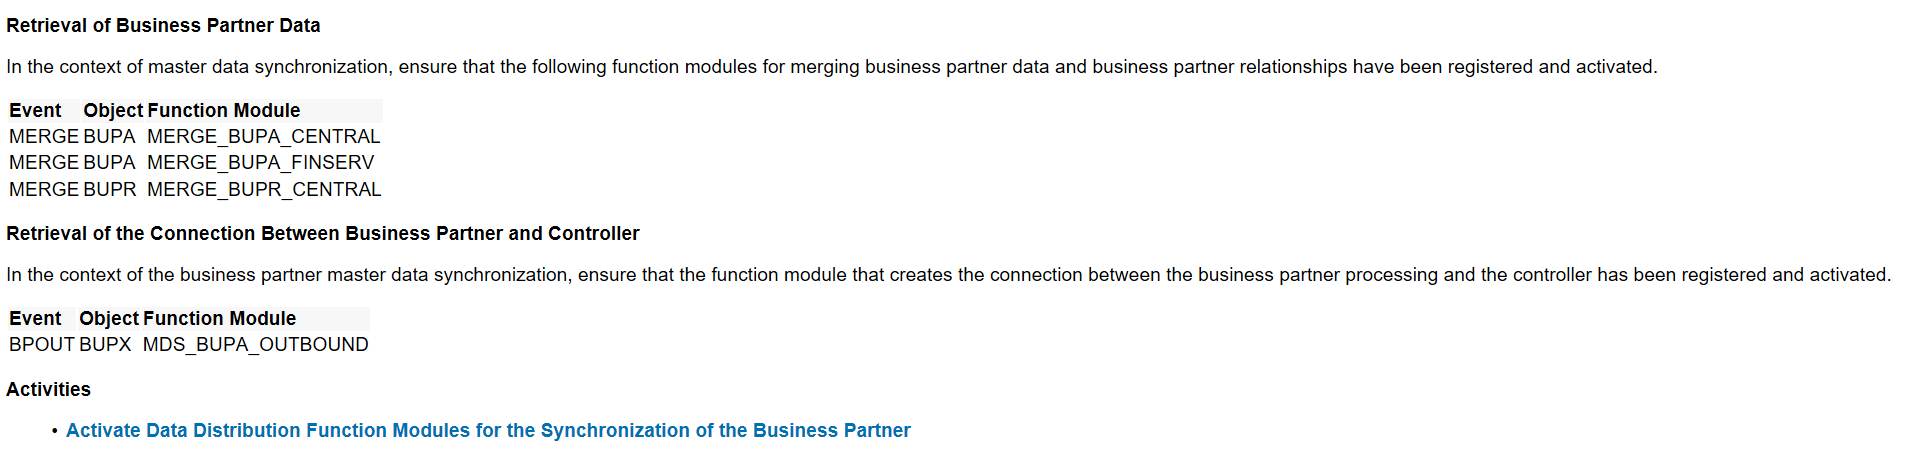 Retrieval of Business Partner Data
In the context of master data synchronization, ensure that the following function modules for merging business partner data and business partner relationships have been registered and activated.
Event Object Function Module
MERGE BUPA MERGE_BUPA_CENTRAL
MERGE BUPA MERGE_BUPA_FINSERV
MERGE BUPR MERGE_BUPR_CENTRAL
Retrieval of the Connection Between Business Partner and Controller
In the context of the business partner master data synchronization, ensure that the function module that creates the connection between the business partner processing and the controller has been registered and activated.
Event Object Function Module
BPOUT BUPX MDS_BUPA_OUTBOUND
Activities
• Activate Data Distribution Function Modules for the Synchronization of the Business Partner